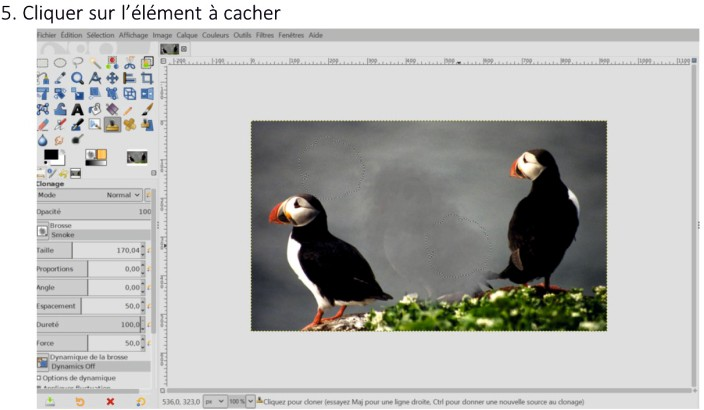 5. Cliquer sur l'élément à cacher
Fichier Édition Sélection Affichage Image Calque Couleurs Outils Filtres Fenêtres Aide
Clonage
Mode Normal
Opacité 100
Brosse
Smoke
Taille 170,04
Proportions 0,00
Angle 0,00
Espacement 50,0
Dureté 100,0
Force 50,0
Dynamique de la brosse
Dynamics Off
Options de dynamique
536,0, 323,0 px 100 % Cliquez pour cloner (essayez Maj pour une ligne droite, Ctrl pour donner une nouvelle source au clonage)